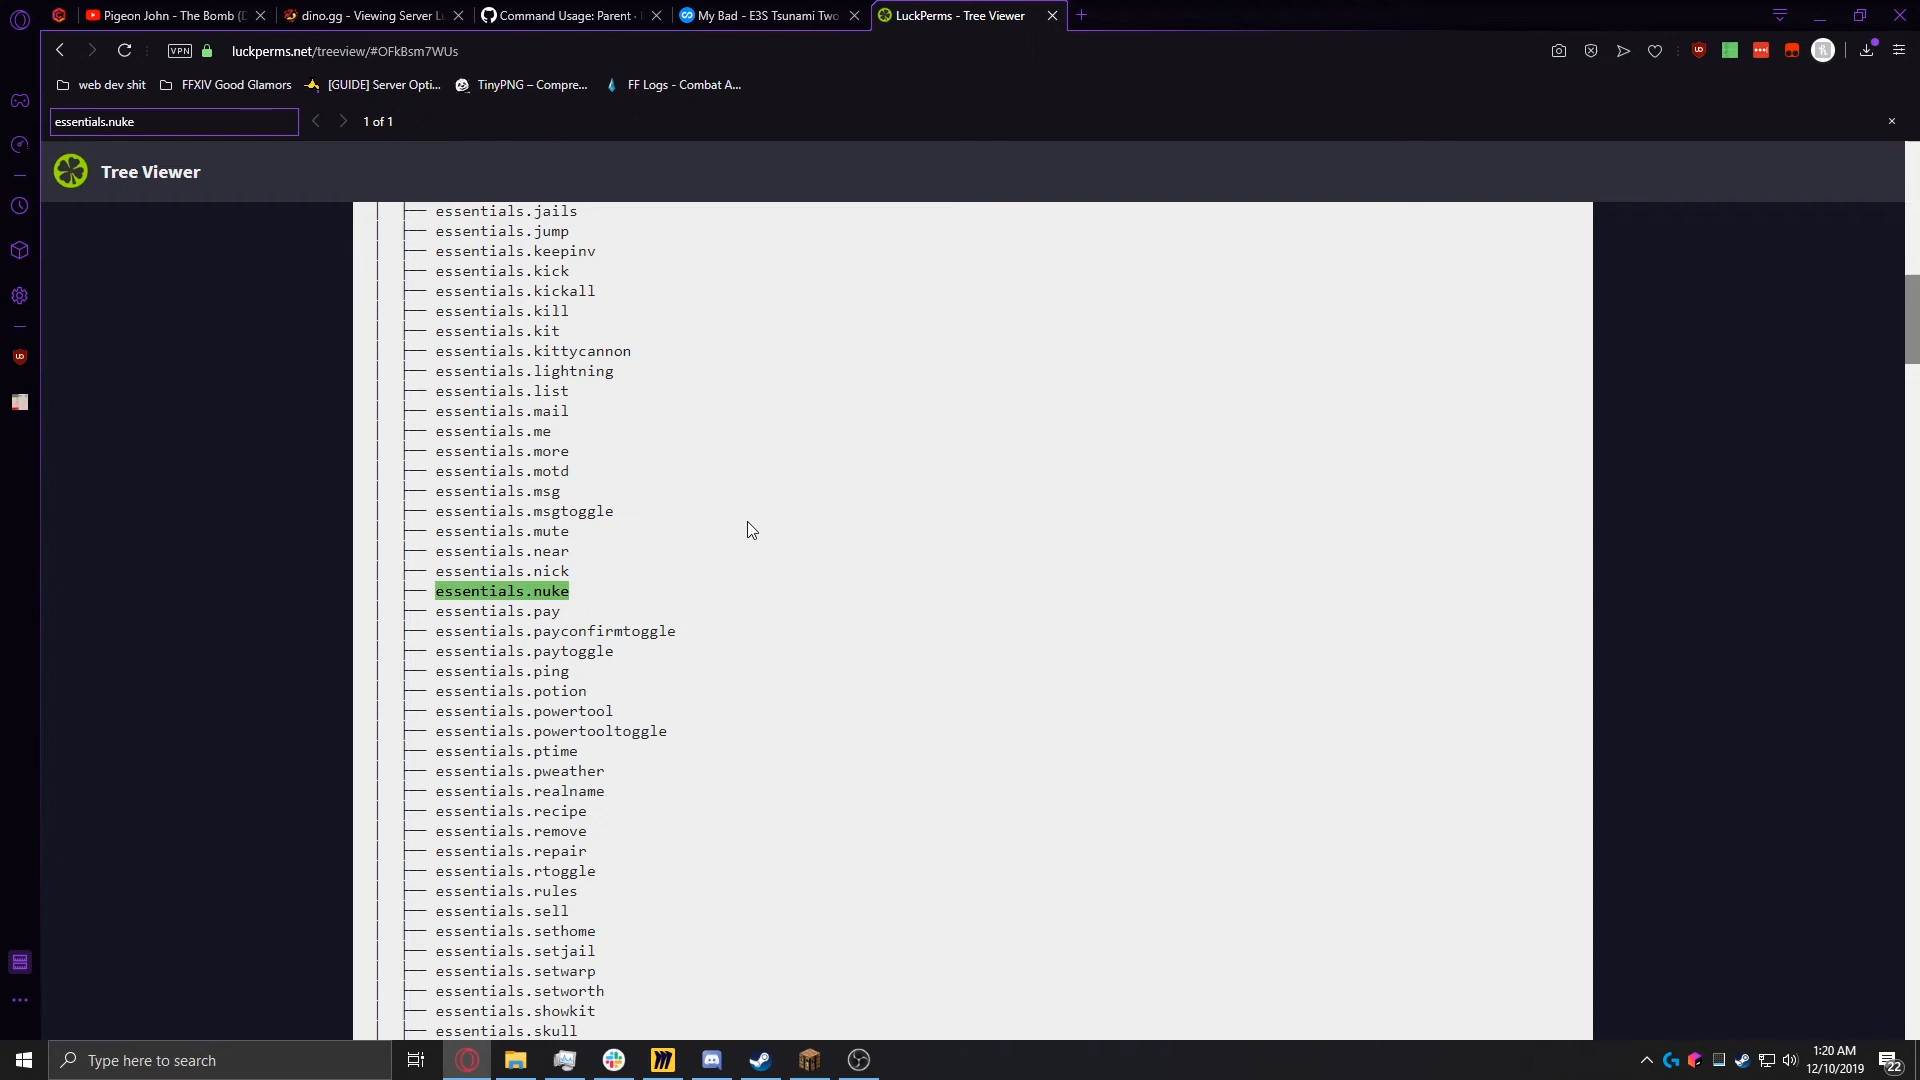 Pigeon John - The Bomb (D
dino.gg - Viewing Server Lu
Command Usage: Parent ·
My Bad - E3S Tsunami Two
LuckPerms - Tree Viewer
VPN
luckperms.net/treeview/#OFkBsm7WUs
web dev shit
FFXIV Good Glamors
[GUIDE] Server Opti...
TinyPNG – Compre...
FF Logs - Combat A...
essentials.nuke
1 of 1
Tree Viewer
essentials.jails
essentials.jump
essentials.keepinv
essentials.kick
essentials.kickall
essentials.kill
essentials.kit
essentials.kittycannon
essentials.lightning
essentials.list
essentials.mail
essentials.me
essentials.more
essentials.motd
essentials.msg
essentials.msgtoggle
essentials.mute
essentials.near
essentials.nick
essentials.nuke
essentials.pay
essentials.payconfirmtoggle
essentials.paytoggle
essentials.ping
essentials.potion
essentials.powertool
essentials.powertooltoggle
essentials.ptime
essentials.pweather
essentials.realname
essentials.recipe
essentials.remove
essentials.repair
essentials.rtoggle
essentials.rules
essentials.sell
essentials.sethome
essentials.setjail
essentials.setwarp
essentials.setworth
essentials.showkit
essentials.skull
Type here to search
1:20 AM
12/10/2019
22